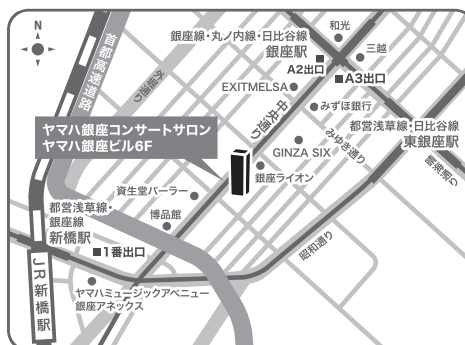 N
和光
銀座線・丸ノ内線・日比谷線
銀座駅
三越
A2出口
A3出口
首都高速道路
外堀通り
EXITMELSA
中央通り
みずほ銀行
都営浅草線・日比谷線
東銀座駅
ヤマハ銀座コンサートサロン
ヤマハ銀座ビル6F
みゆき通り
GINZA SIX
晴海通り
銀座ライオン
資生堂パーラー
都営浅草線・
銀座線
新橋駅
博品館
昭和通り
1番出口
JR新橋駅
ヤマハミュージックアベニュー
銀座アネックス